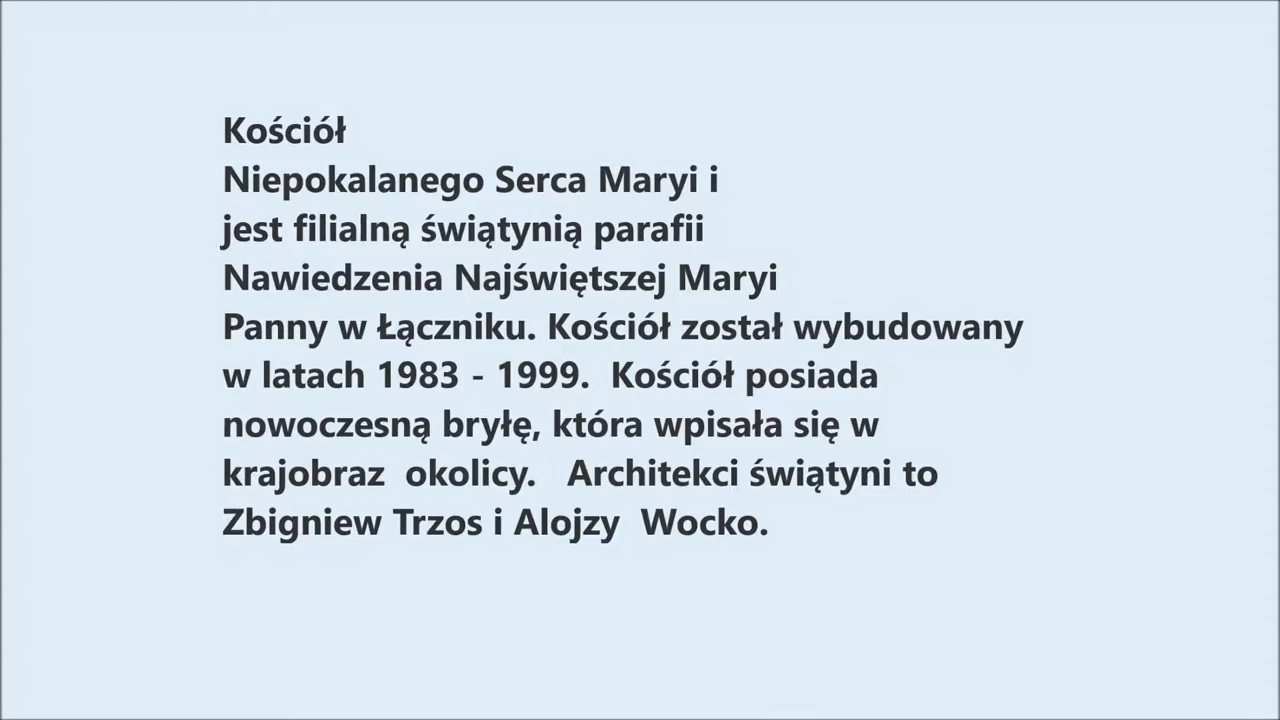 Kościół
Niepokalanego Serca Maryi i
jest filialną świątynią parafii
Nawiedzenia Najświętszej Maryi
Panny w Łączniku. Kościół został wybudowany
w latach 1983 - 1999.  Kościół posiada
nowoczesną bryłę, która wpisała się w
krajobraz  okolicy.   Architekci świątyni to
Zbigniew Trzos i Alojzy  Wocko.